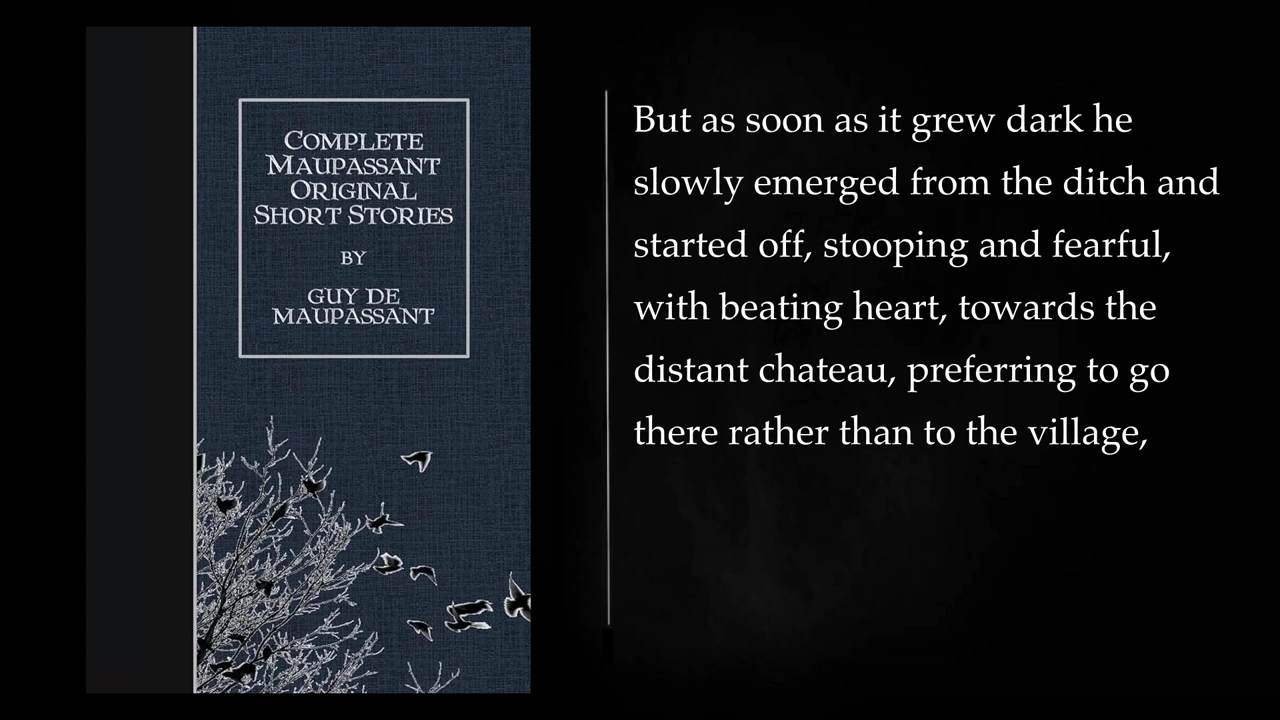 COMPLETE
MAUPASSANT
ORIGINAL
SHORT STORIES
BY
GUY DE
MAUPASSANT
But as soon as it grew dark he
slowly emerged from the ditch and
started off, stooping and fearful,
with beating heart, towards the
distant chateau, preferring to go
there rather than to the village,